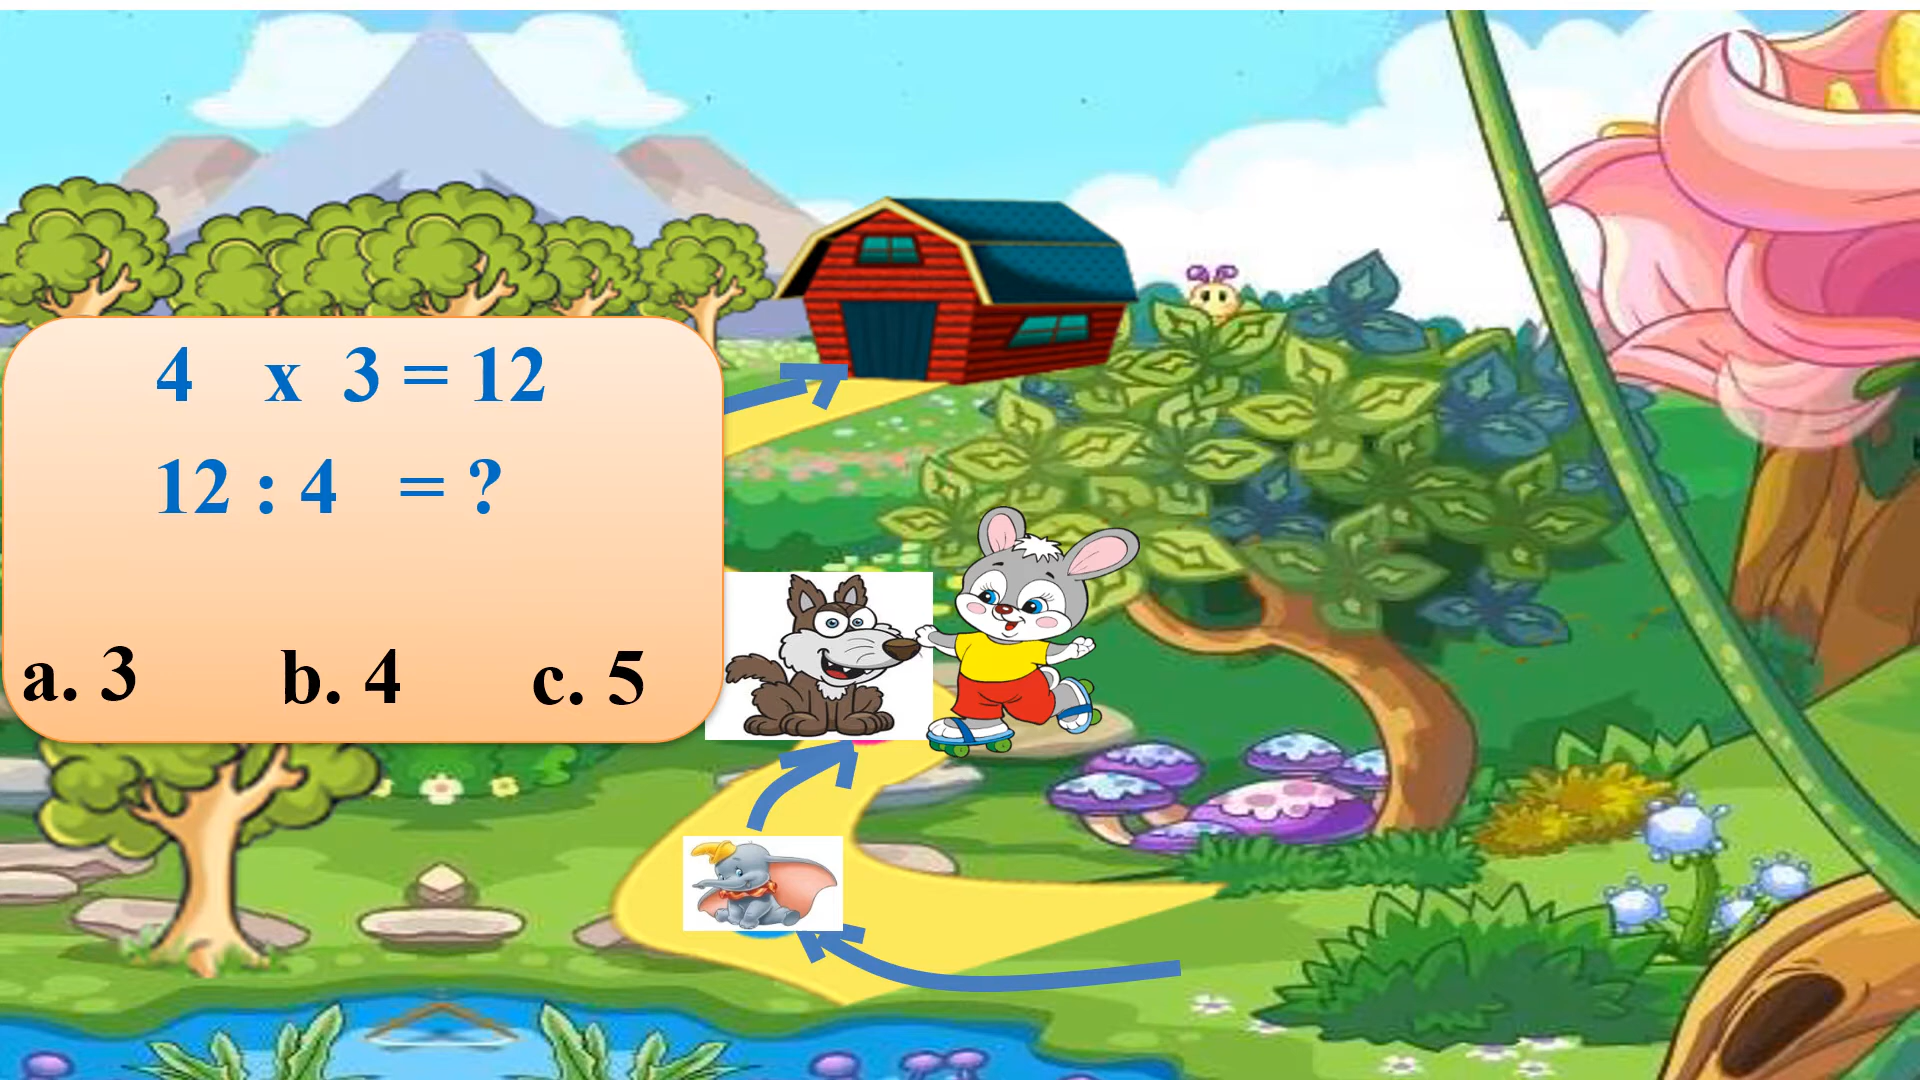 4 x 3 = 12
12 : 4 = ?
a. 3 b. 4 c. 5